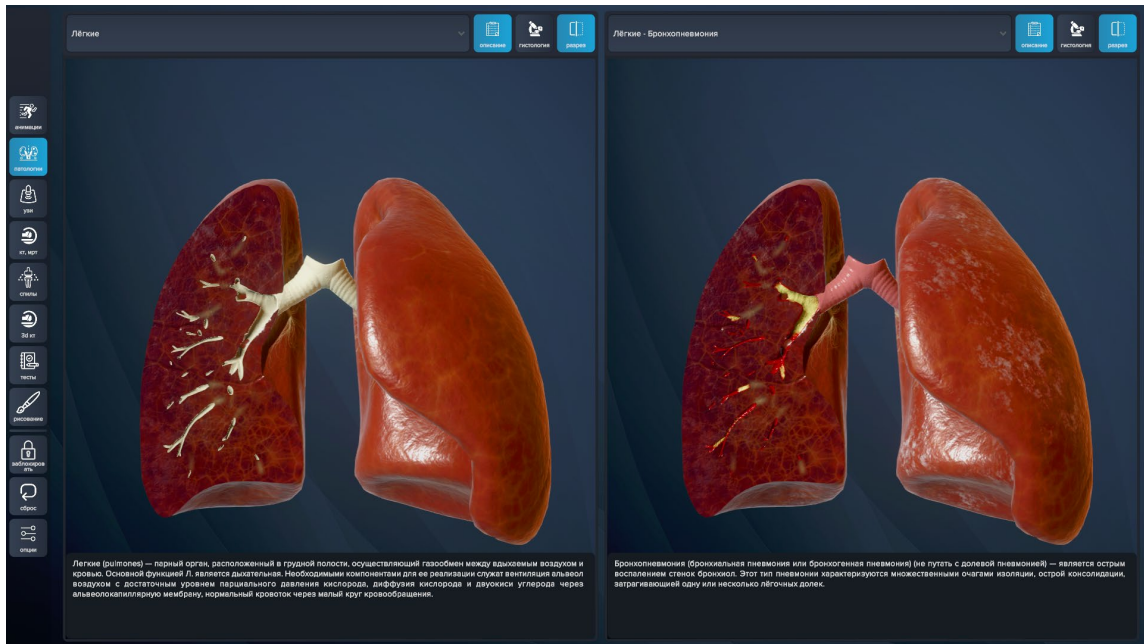 Лёгкие
описание
гистология
разрез
Лёгкие - Бронхопневмония
описание
гистология
разрез
анимации
патологии
узи
кт, мрт
спилы
3d кт
тесты
рисование
заблокиров
ать
сброс
опции
Легкие (pulmones) — парный орган, расположенный в грудной полости, осуществляющий газообмен между вдыхаемым воздухом и
кровью. Основной функцией Л. является дыхательная. Необходимыми компонентами для ее реализации служат вентиляция альвеол
воздухом с достаточным уровнем парциального давления кислорода, диффузия кислорода и двуокиси углерода через
альвеолокапиллярную мембрану, нормальный кровоток через малый круг кровообращения.
Бронхопневмония (бронхиальная пневмония или бронхогенная пневмония) (не путать с долевой пневмонией) — является острым
воспалением стенок бронхиол. Этот тип пневмонии характеризуются множественными очагами изоляции, острой консолидации,
затрагивающей одну или несколько лёгочных долек.